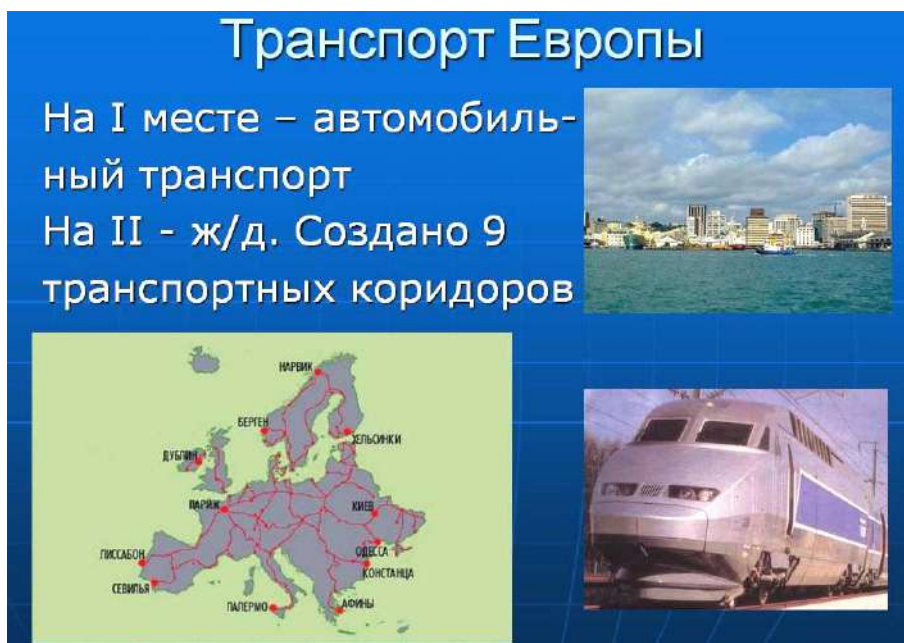 Транспорт Европы
На I месте – автомобиль-
ный транспорт
На II - ж/д. Создано 9
транспортных коридоров
НАРВИК
БЕРГЕН
ХЕЛЬСИНКИ
ДУБЛИН
ПАРИЖ
КИЕВ
ЛИССАБОН
ОДЕССА
КОНСТАНЦА
СЕВИЛЬЯ
ПАЛЕРМО
АФИНЫ